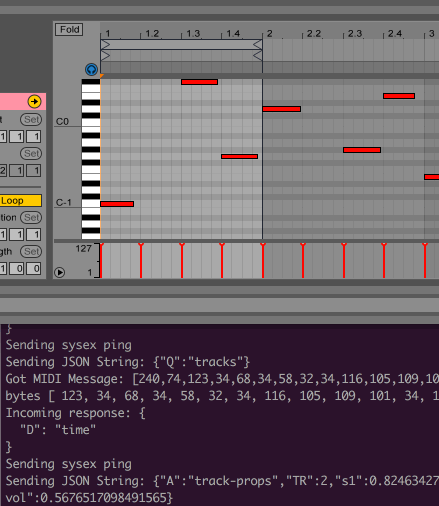 Fold
1
1.2
1.3
1.4
2
2.2
2.3
2.4
3
Set
C0
1 1 1
Set
2 1 1
Loop
C-1
tion Set
1 1 1
gth Set
1 0 0
127
1
}
Sending sysex ping
Sending JSON String: {"Q":"tracks"}
Got MIDI Message: [240,74,123,34,68,34,58,32,34,116,105,109,10
bytes [ 123, 34, 68, 34, 58, 32, 34, 116, 105, 109, 101, 34, 1
Incoming response: {
"D": "time"
}
Sending sysex ping
Sending JSON String: {"A":"track-props","TR":2,"s1":0.82463427
vol":0.5676517098491565}